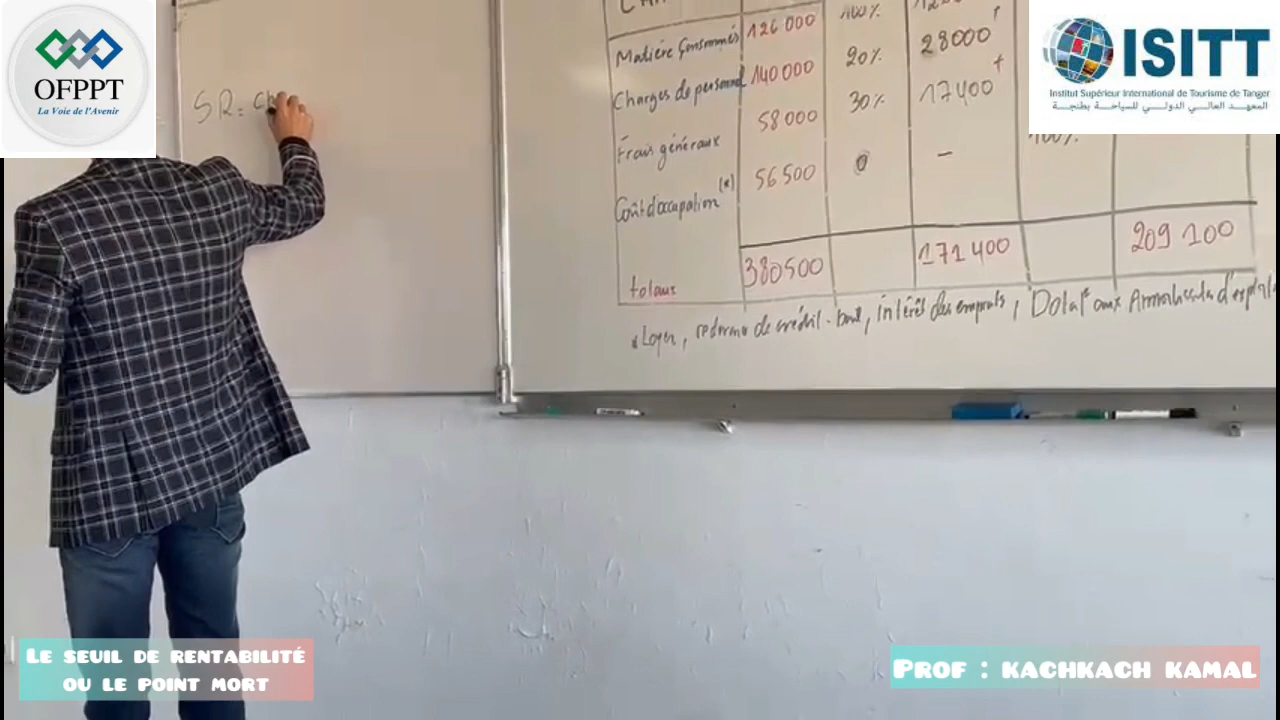 OFPPT
La Voie de l'Avenir
ISITT
Institut Supérieur International de Tourisme de Tanger
المعهد العالي الدولي للسياحة بطنجة
SR = ch
Matière consommés 126 000 100%
Charges de personnel 140 000 20% 28000
Frais généraux 58 000 30% 17400
Coût d'occupation (*) 56 500 0 - 100%
totaux 380500 171 400 209 100
* Loyer, redevance de crédit-bail, intérêt des emprunts, Dotat° aux Amortissements
LE SEUIL DE RENTABILITÉ
OU LE POINT MORT
PROF : KACHKACH KAMAL